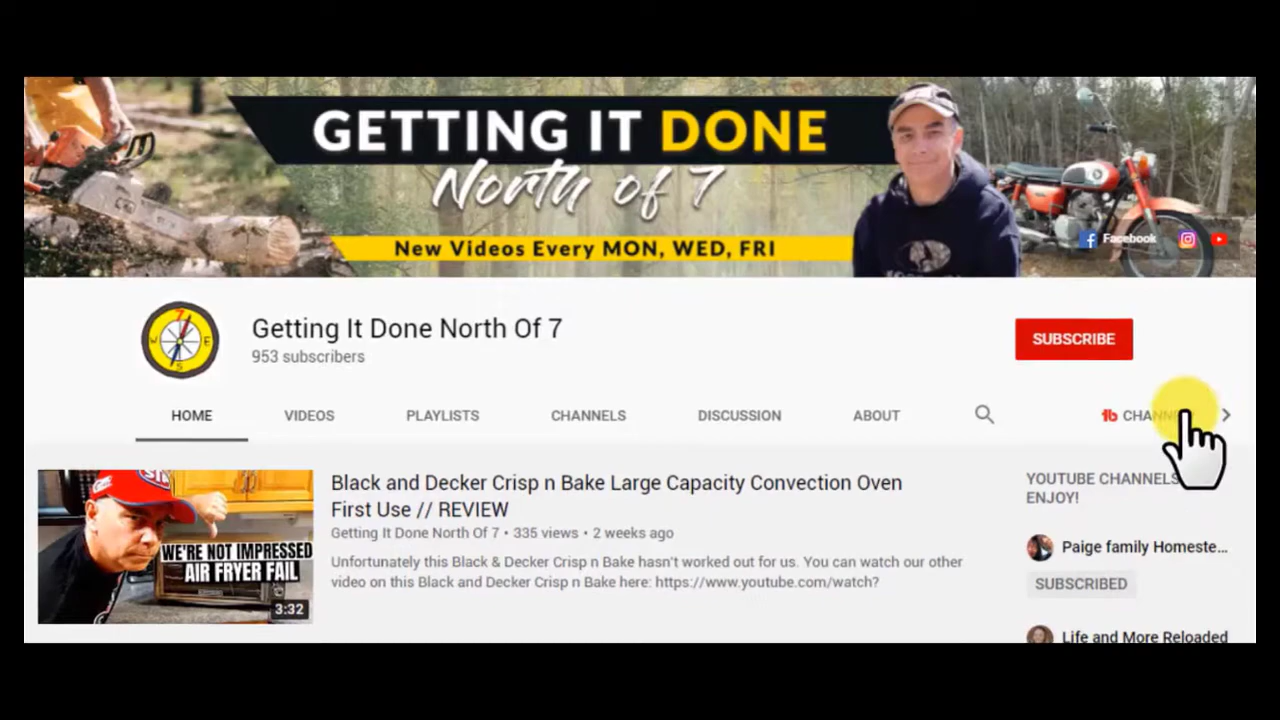 GETTING IT DONE
North of 7
New Videos Every MON, WED, FRI
Facebook
7
W E
S
Getting It Done North Of 7
953 subscribers
SUBSCRIBE
HOME VIDEOS PLAYLISTS CHANNELS DISCUSSION ABOUT
tb
YOUTUBE CHANNELS
ENJOY!
Black and Decker Crisp n Bake Large Capacity Convection Oven
First Use // REVIEW
Getting It Done North Of 7 • 335 views • 2 weeks ago
Unfortunately this Black & Decker Crisp n Bake hasn't worked out for us. You can watch our other
video on this Black and Decker Crisp n Bake here: https://www.youtube.com/watch?
WE'RE NOT IMPRESSED
AIR FRYER FAIL
3:32
Paige family Homeste...
SUBSCRIBED
Life and More Reloaded